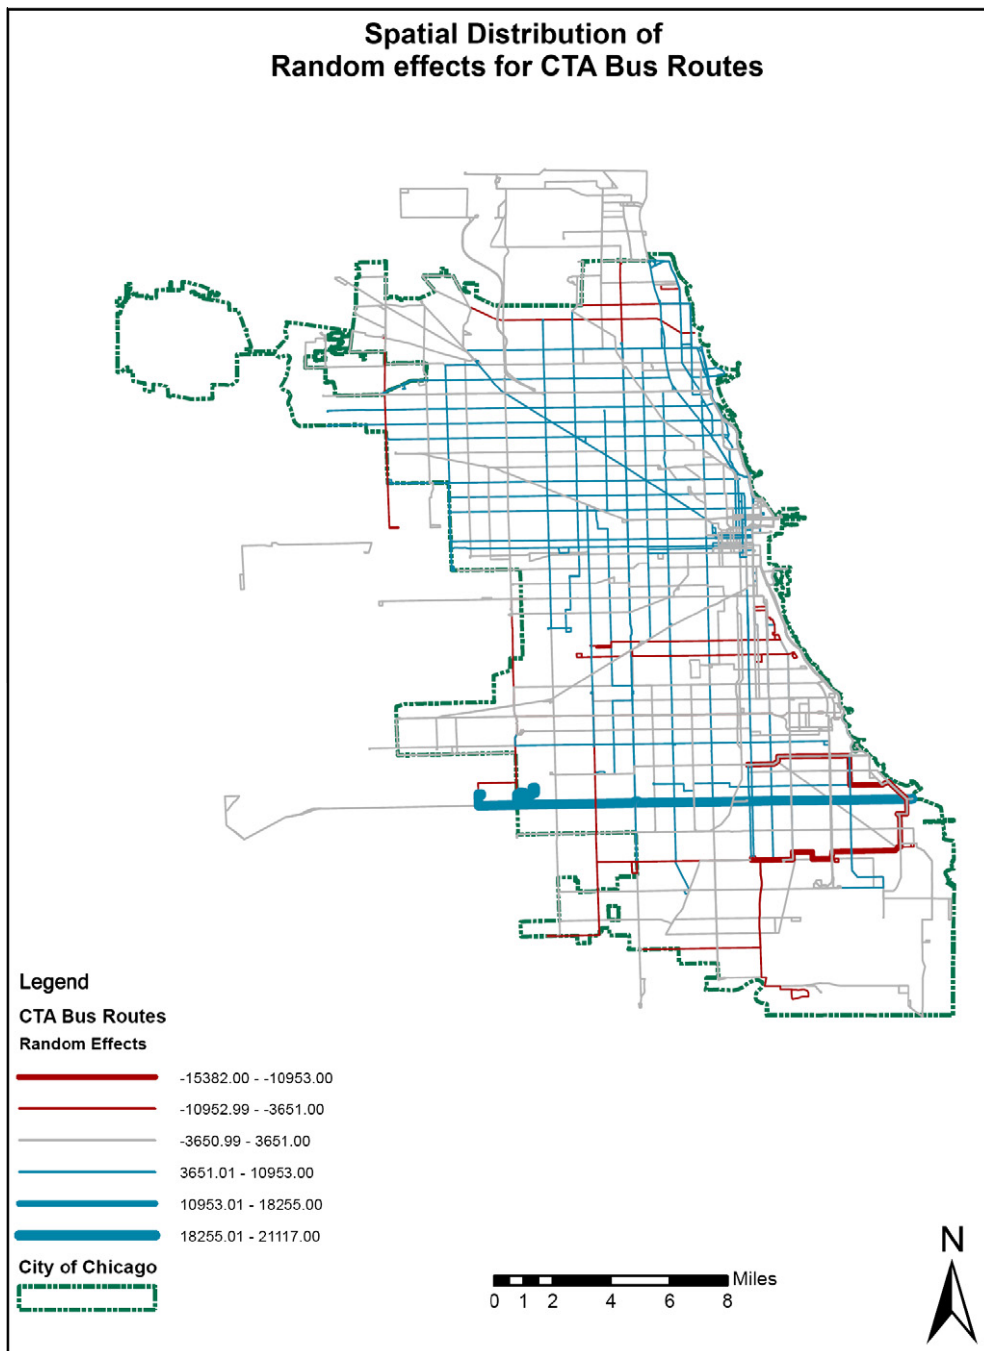 Spatial Distribution of
Random effects for CTA Bus Routes
Legend
CTA Bus Routes
Random Effects
-15382.00 - -10953.00
-10952.99 - -3651.00
-3650.99 - 3651.00
3651.01 - 10953.00
10953.01 - 18255.00
18255.01 - 21117.00
City of Chicago
Miles
0 1 2 4 6 8
N